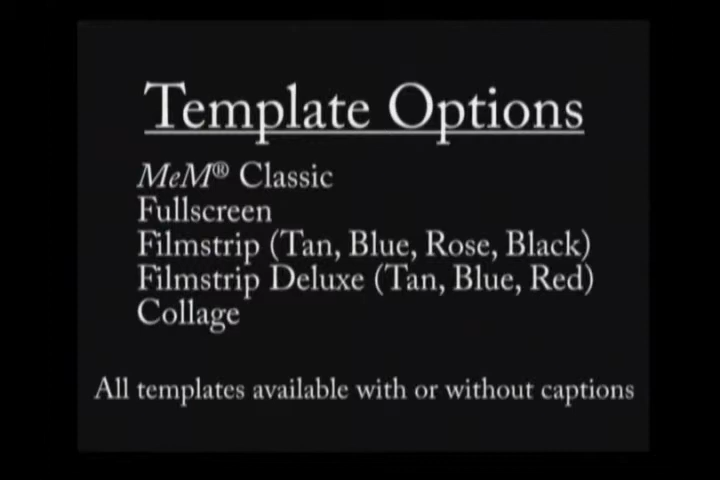 Template Options
MeM® Classic
Fullscreen
Filmstrip (Tan, Blue, Rose, Black)
Filmstrip Deluxe (Tan, Blue, Red)
Collage
All templates available with or without captions